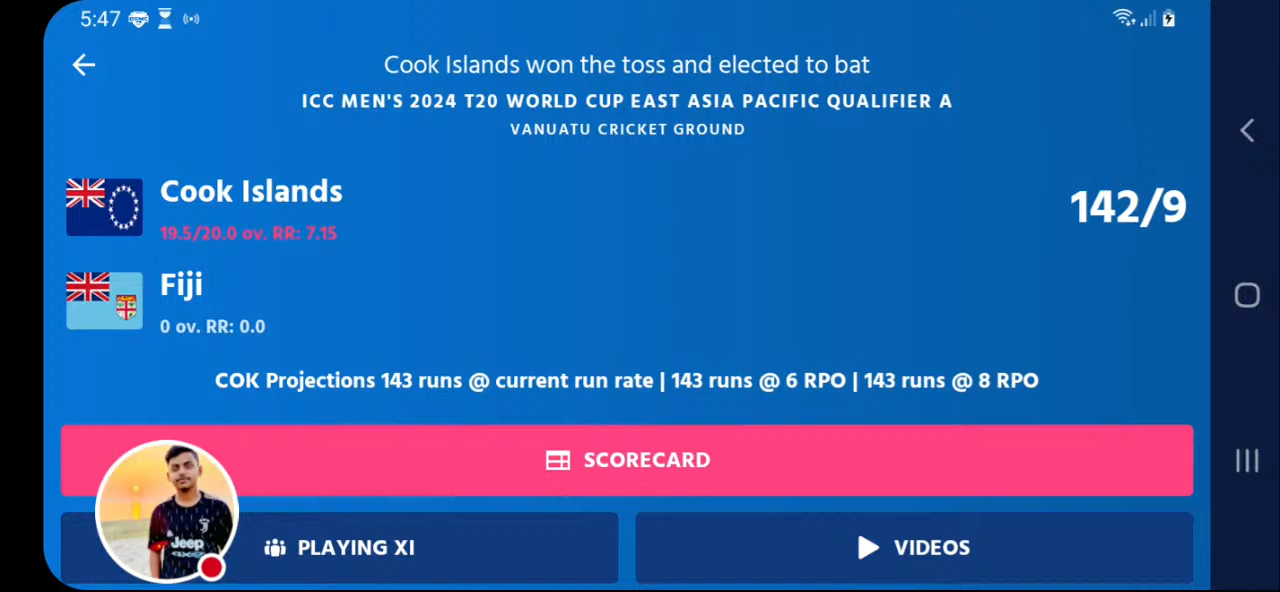 5:47
Cook Islands won the toss and elected to bat
ICC MEN'S 2024 T20 WORLD CUP EAST ASIA PACIFIC QUALIFIER A
VANUATU CRICKET GROUND
Cook Islands
142/9
19.5/20.0 ov. RR: 7.15
Fiji
0 ov. RR: 0.0
COK Projections 143 runs @ current run rate | 143 runs @ 6 RPO | 143 runs @ 8 RPO
SCORECARD
Jeep
PLAYING XI
VIDEOS